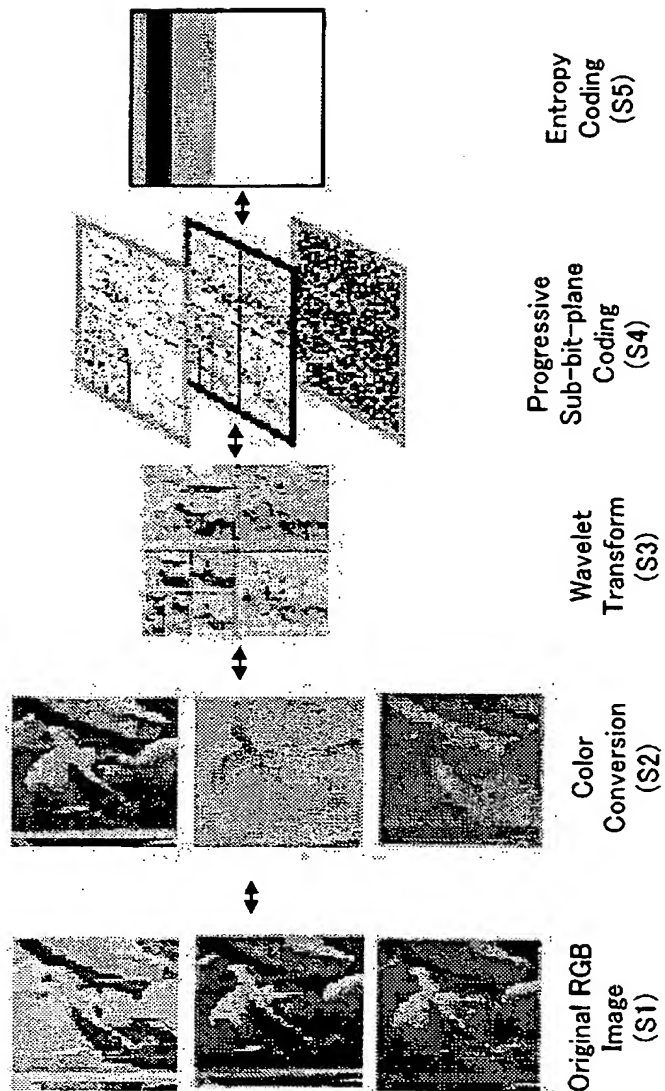 Original RGB
Image
(S1)
Color
Conversion
(S2)
Wavelet
Transform
(S3)
Progressive
Sub-bit-plane
Coding
(S4)
Entropy
Coding
(S5)